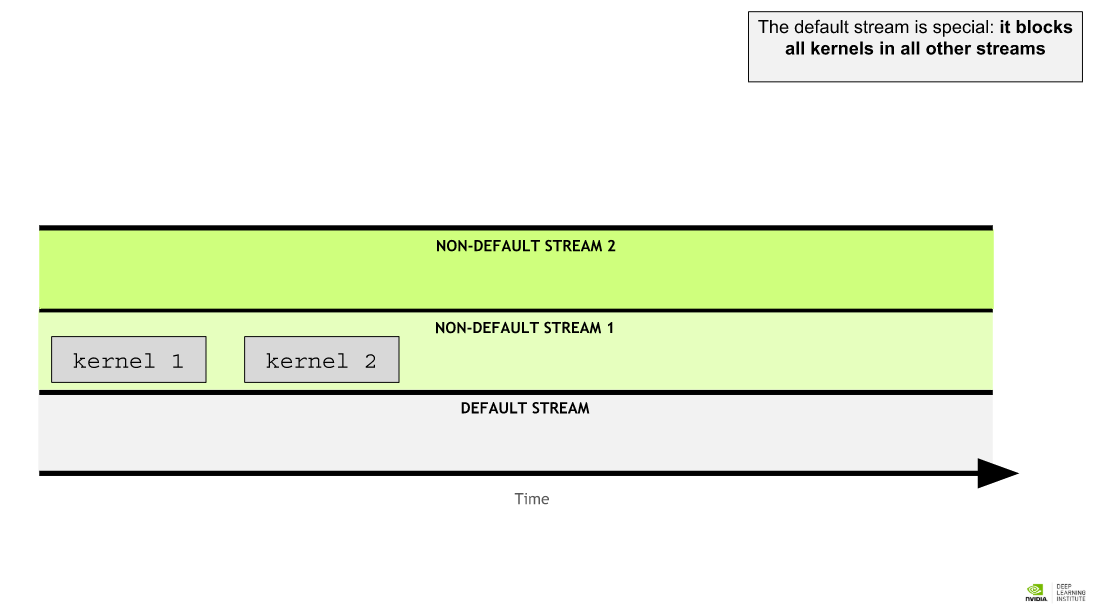 The default stream is special: it blocks
all kernels in all other streams
NON-DEFAULT STREAM 2
NON-DEFAULT STREAM 1
kernel 1
kernel 2
DEFAULT STREAM
Time
NVIDIA.
DEEP
LEARNING
INSTITUTE